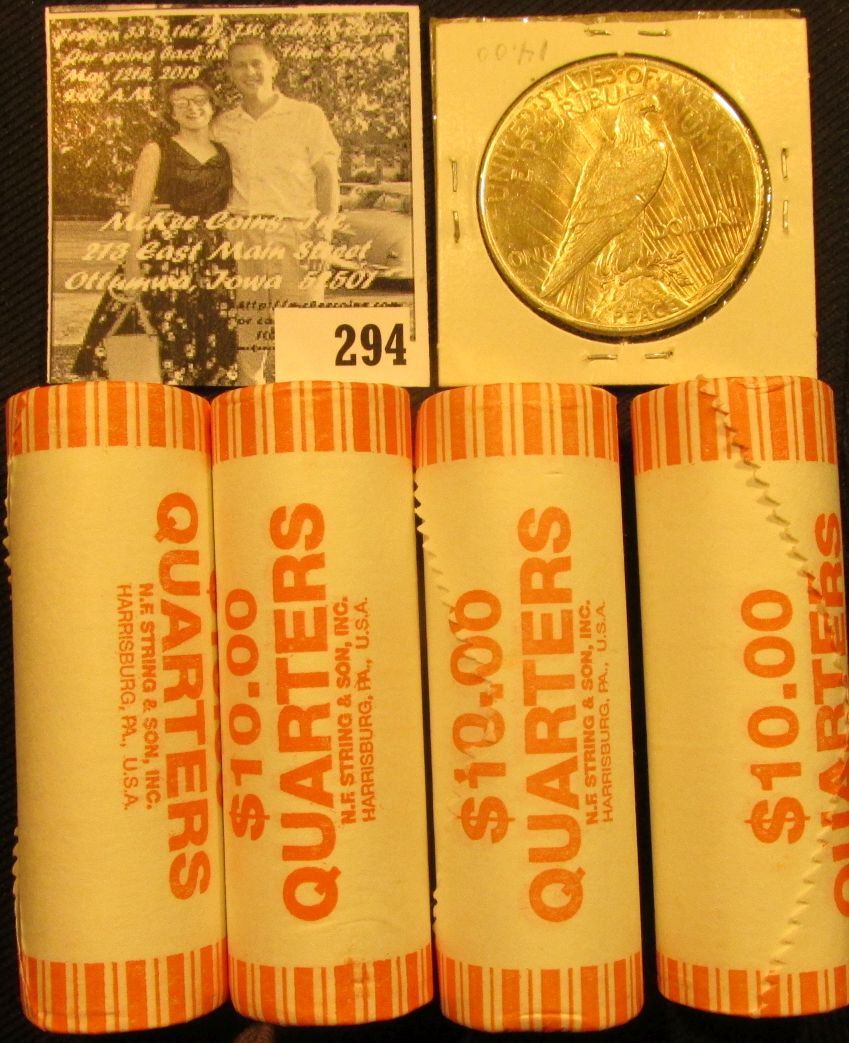 May 12th, 2013
A.M.
McKee Coins, Inc.
213 East Main Street
Ottumwa, Iowa 52501
294
14.00
UNITED STATES OF AMERICA
E PLURIBUS UNUM
ONE DOLLAR
PEACE
QUARTERS
N.F. STRING & SON, INC.
HARRISBURG, PA., U.S.A.
$10.00
QUARTERS
N.F. STRING & SON, INC.
HARRISBURG, PA., U.S.A.
$10.00
QUARTERS
N.F. STRING & SON, INC.
HARRISBURG, PA., U.S.A.
$10.00
QUARTERS